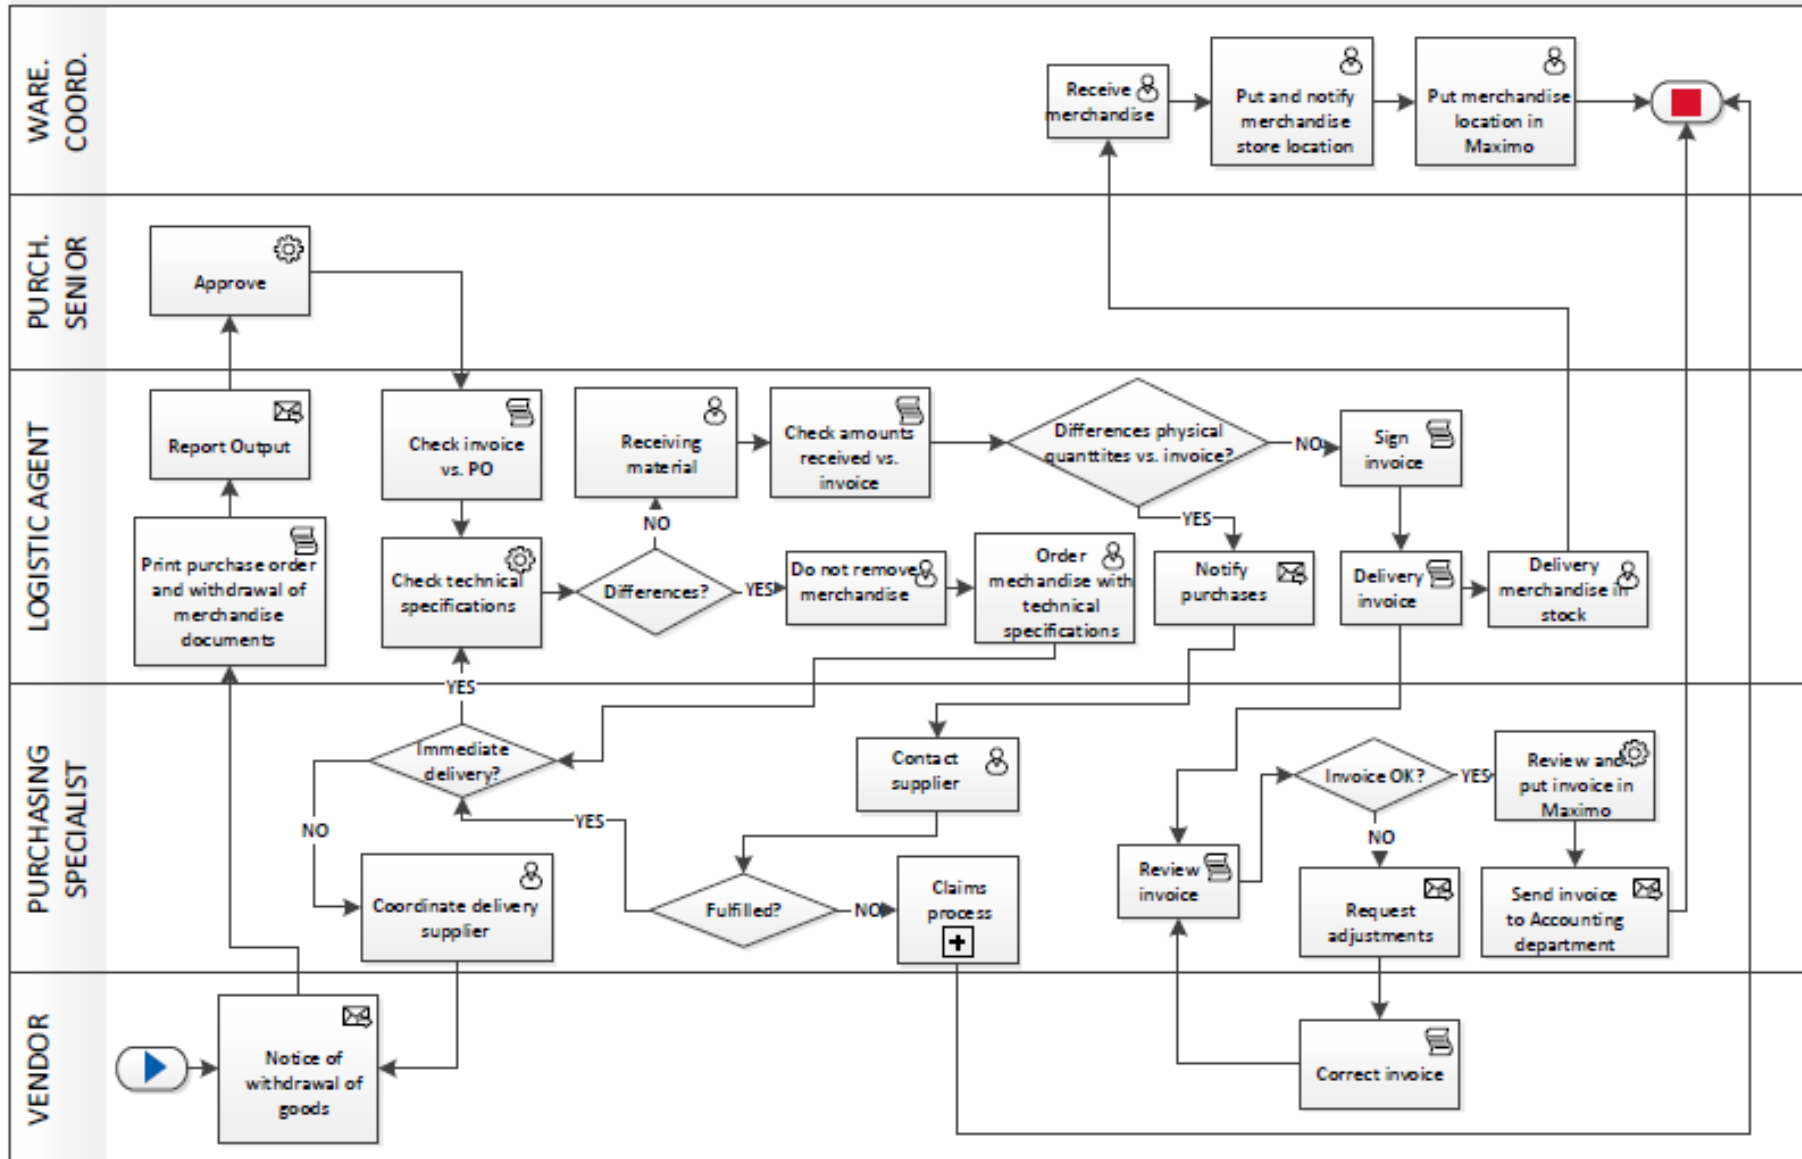 WARE.
COORD.
Receive
merchandise
Put and notify
merchandise
store location
Put merchandise
location in
Maximo
PURCH.
SENIOR
Approve
LOGISTIC AGENT
Report Output
Print purchase order
and withdrawal of
merchandise
documents
Check invoice
vs. PO
Check technical
specifications
Receiving
material
NO
Differences?
YES
Check amounts
received vs.
invoice
Do not remove
merchandise
Order
mechandise with
technical
specifications
Differences physical
quanttites vs. invoice?
NO
YES
Notify
purchases
Sign
invoice
Delivery
invoice
Delivery
merchandise in
stock
PURCHASING
SPECIALIST
YES
Immediate
delivery?
NO
Coordinate delivery
supplier
YES
Contact
supplier
Fulfilled?
NO
Claims
process
Review
invoice
Invoice OK?
YES
NO
Request
adjustments
Review and
put invoice in
Maximo
Send invoice
to Accounting
department
VENDOR
Notice of
withdrawal of
goods
Correct invoice